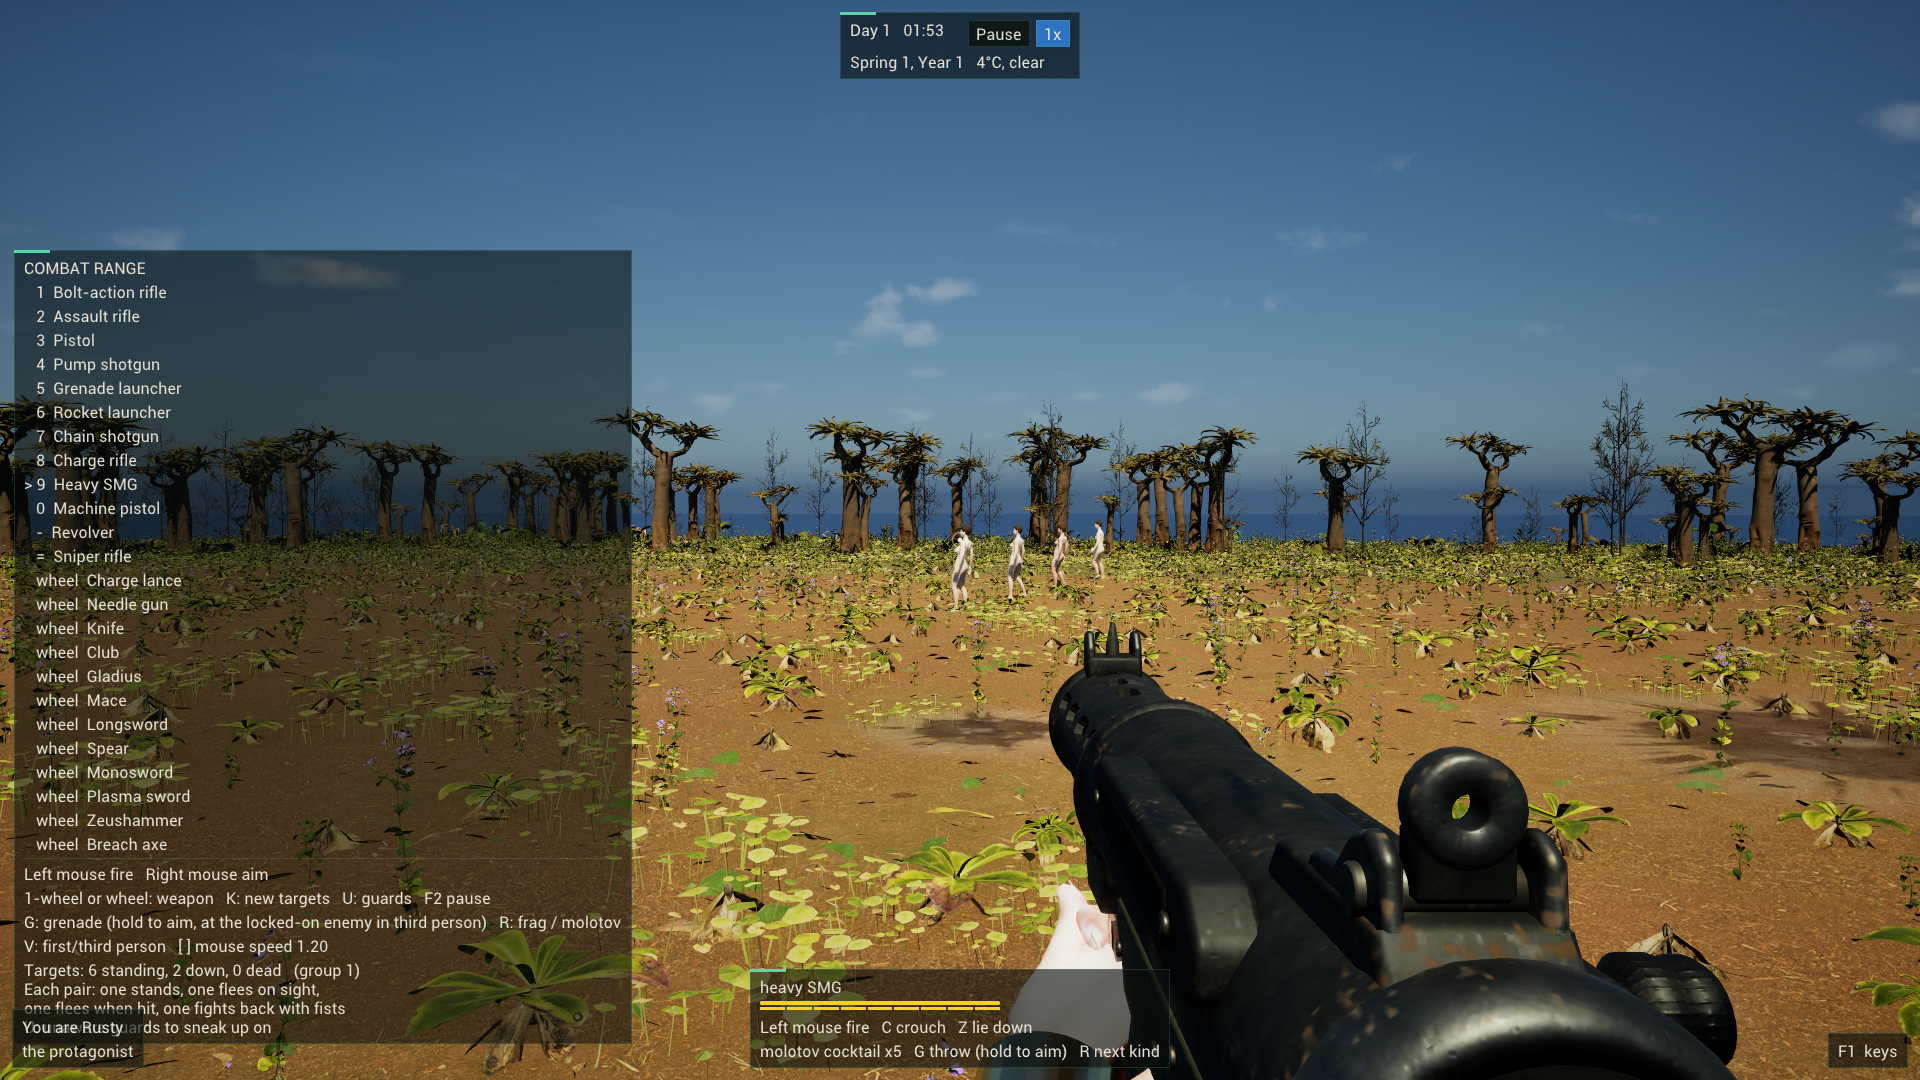 Day 1 01:53 Pause 1x
Spring 1, Year 1 4°C, clear
COMBAT RANGE
1 Bolt-action rifle
2 Assault rifle
3 Pistol
4 Pump shotgun
5 Grenade launcher
6 Rocket launcher
7 Chain shotgun
8 Charge rifle
> 9 Heavy SMG
0 Machine pistol
- Revolver
= Sniper rifle
wheel Charge lance
wheel Needle gun
wheel Knife
wheel Club
wheel Gladius
wheel Mace
wheel Longsword
wheel Spear
wheel Monosword
wheel Plasma sword
wheel Zeushammer
wheel Breach axe
Left mouse fire Right mouse aim
1-wheel or wheel: weapon K: new targets U: guards F2 pause
G: grenade (hold to aim, at the locked-on enemy in third person) R: frag / molotov
V: first/third person [ ] mouse speed 1.20
Targets: 6 standing, 2 down, 0 dead (group 1)
Each pair: one stands, one flees on sight,
one flees when hit, one fights back with fists
ds to sneak up on
You are Rusty
the protagonist
heavy SMG
Left mouse fire C crouch Z lie down
molotov cocktail x5 G throw (hold to aim) R next kind
F1 keys